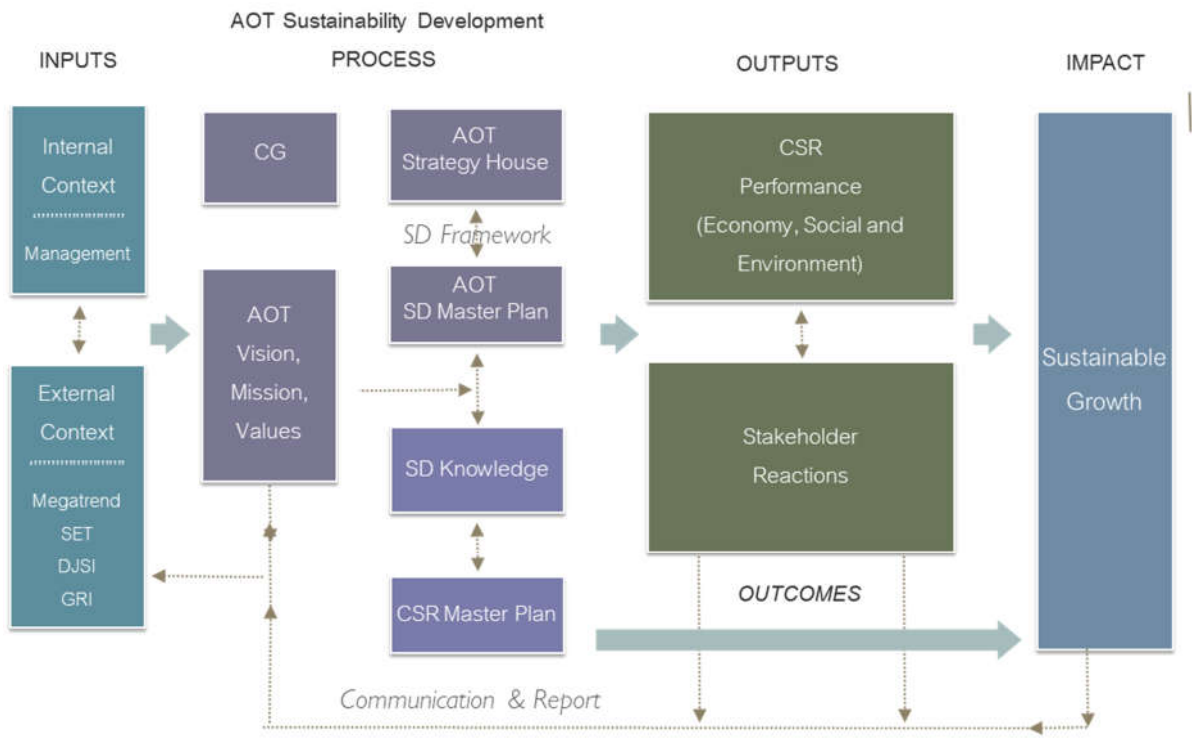 AOT Sustainability Development
INPUTS
PROCESS
OUTPUTS
IMPACT
Internal
Context
Management
External
Context
Megatrend
SET
DJSI
GRI
CG
AOT
Vision,
Mission,
Values
AOT
Strategy House
SD Framework
AOT
SD Master Plan
SD Knowledge
CSR Master Plan
CSR
Performance
(Economy, Social and
Environment)
Stakeholder
Reactions
OUTCOMES
Sustainable
Growth
Communication & Report